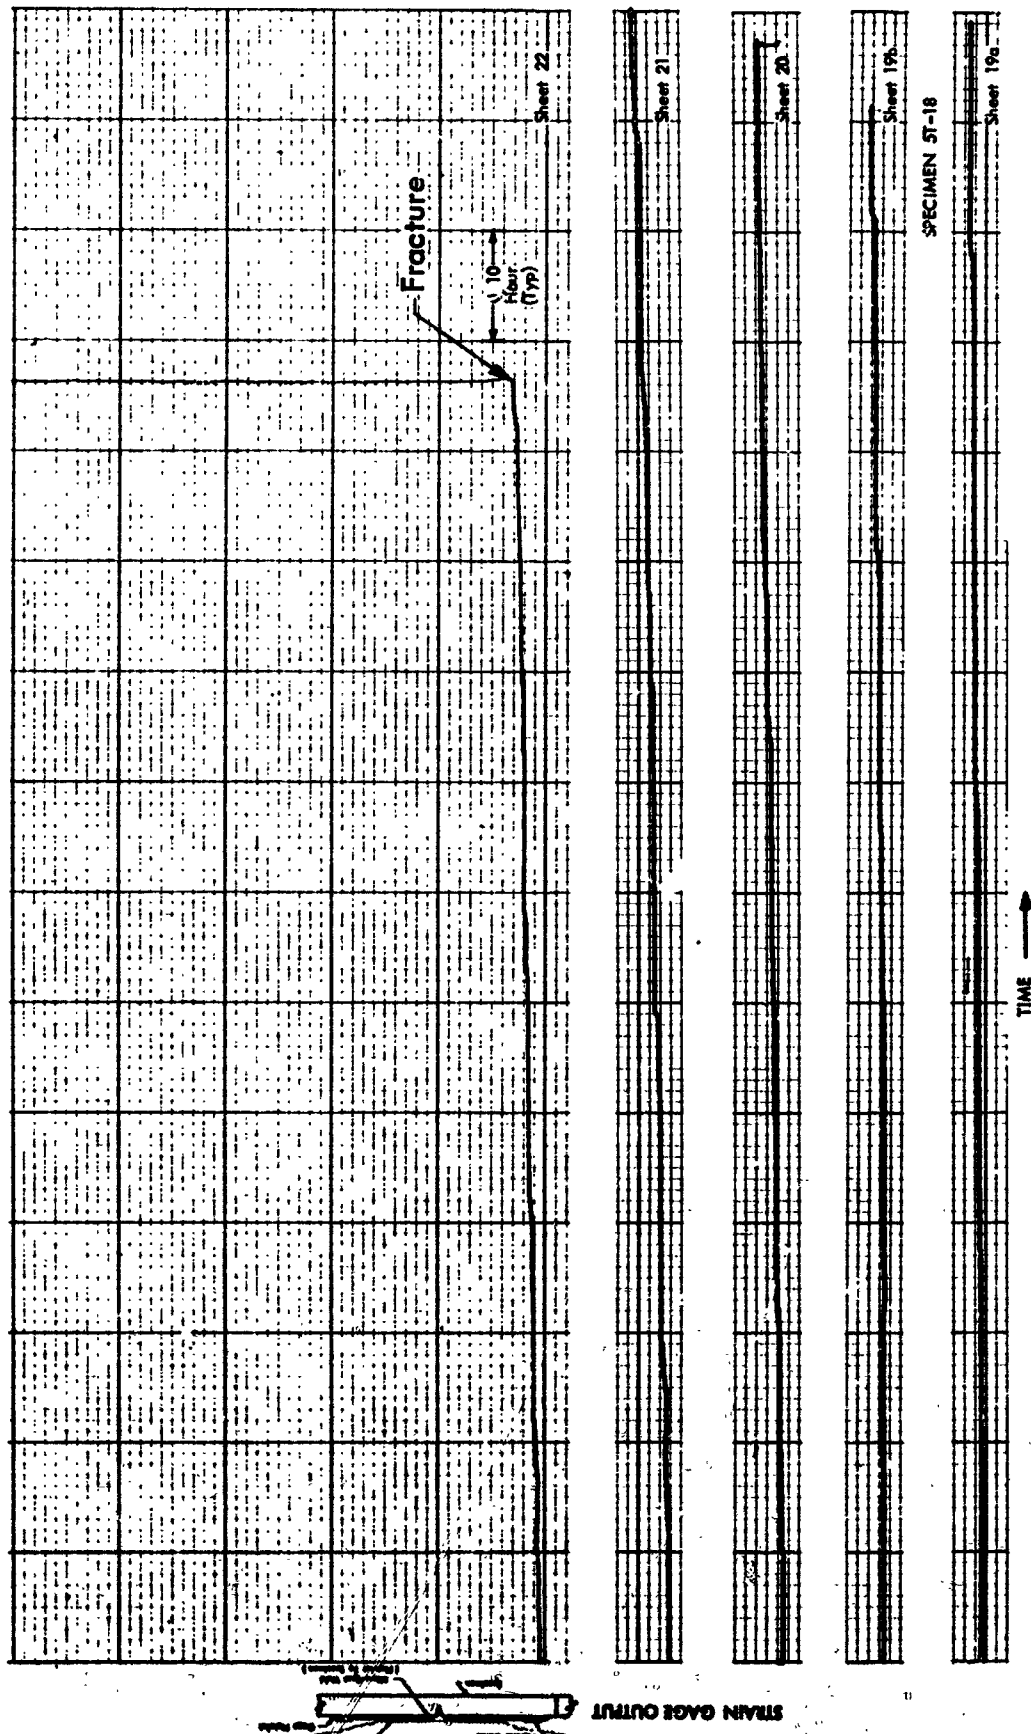 Sheet 22
Fracture
10
Hour
(Typ)
Sheet 21
Sheet 20
Sheet 19b
SPECIMEN 5T-18
Sheet 19a
TIME
STRAIN GAGE OUTPUT